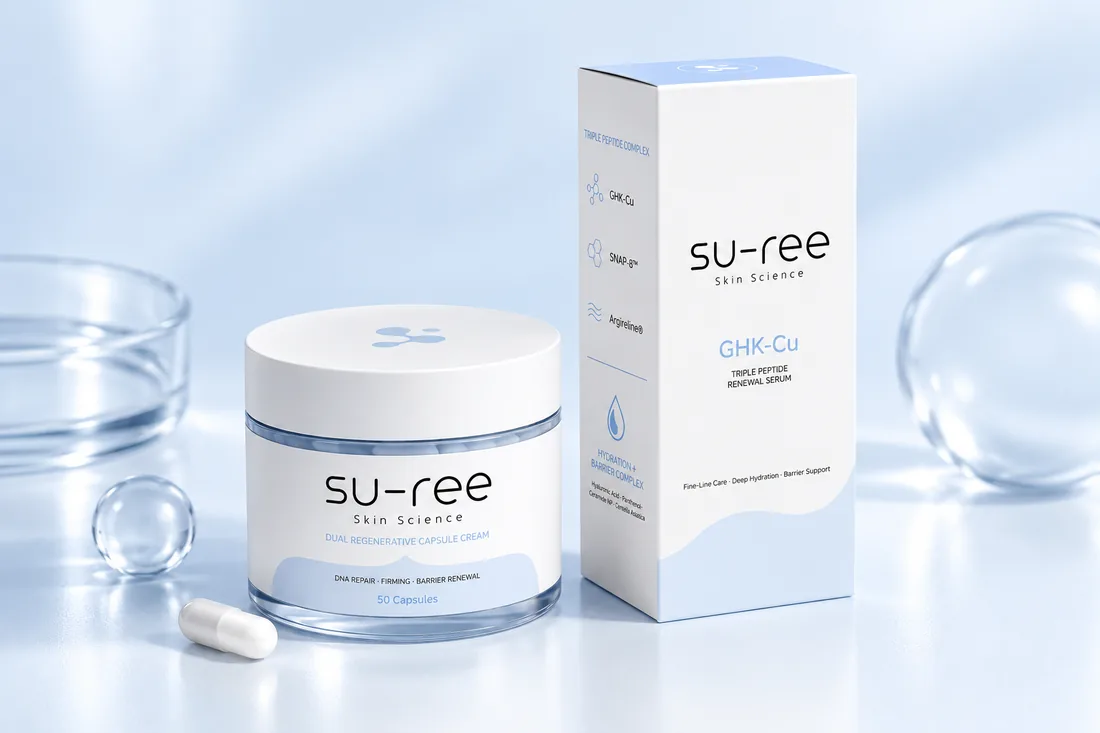 su-ree
Skin Science
DUAL REGENERATIVE CAPSULE CREAM
DNA REPAIR · FIRMING · BARRIER RENEWAL
50 Capsules
TRIPLE PEPTIDE COMPLEX
GHK-Cu
SNAP-8™
Argireline®
HYDRATION +
BARRIER COMPLEX
Hyaluronic Acid · Panthenol ·
Ceramide NP · Centella Asiatica
su-ree
Skin Science
GHK-Cu
TRIPLE PEPTIDE
RENEWAL SERUM
Fine-Line Care · Deep Hydration · Barrier Support